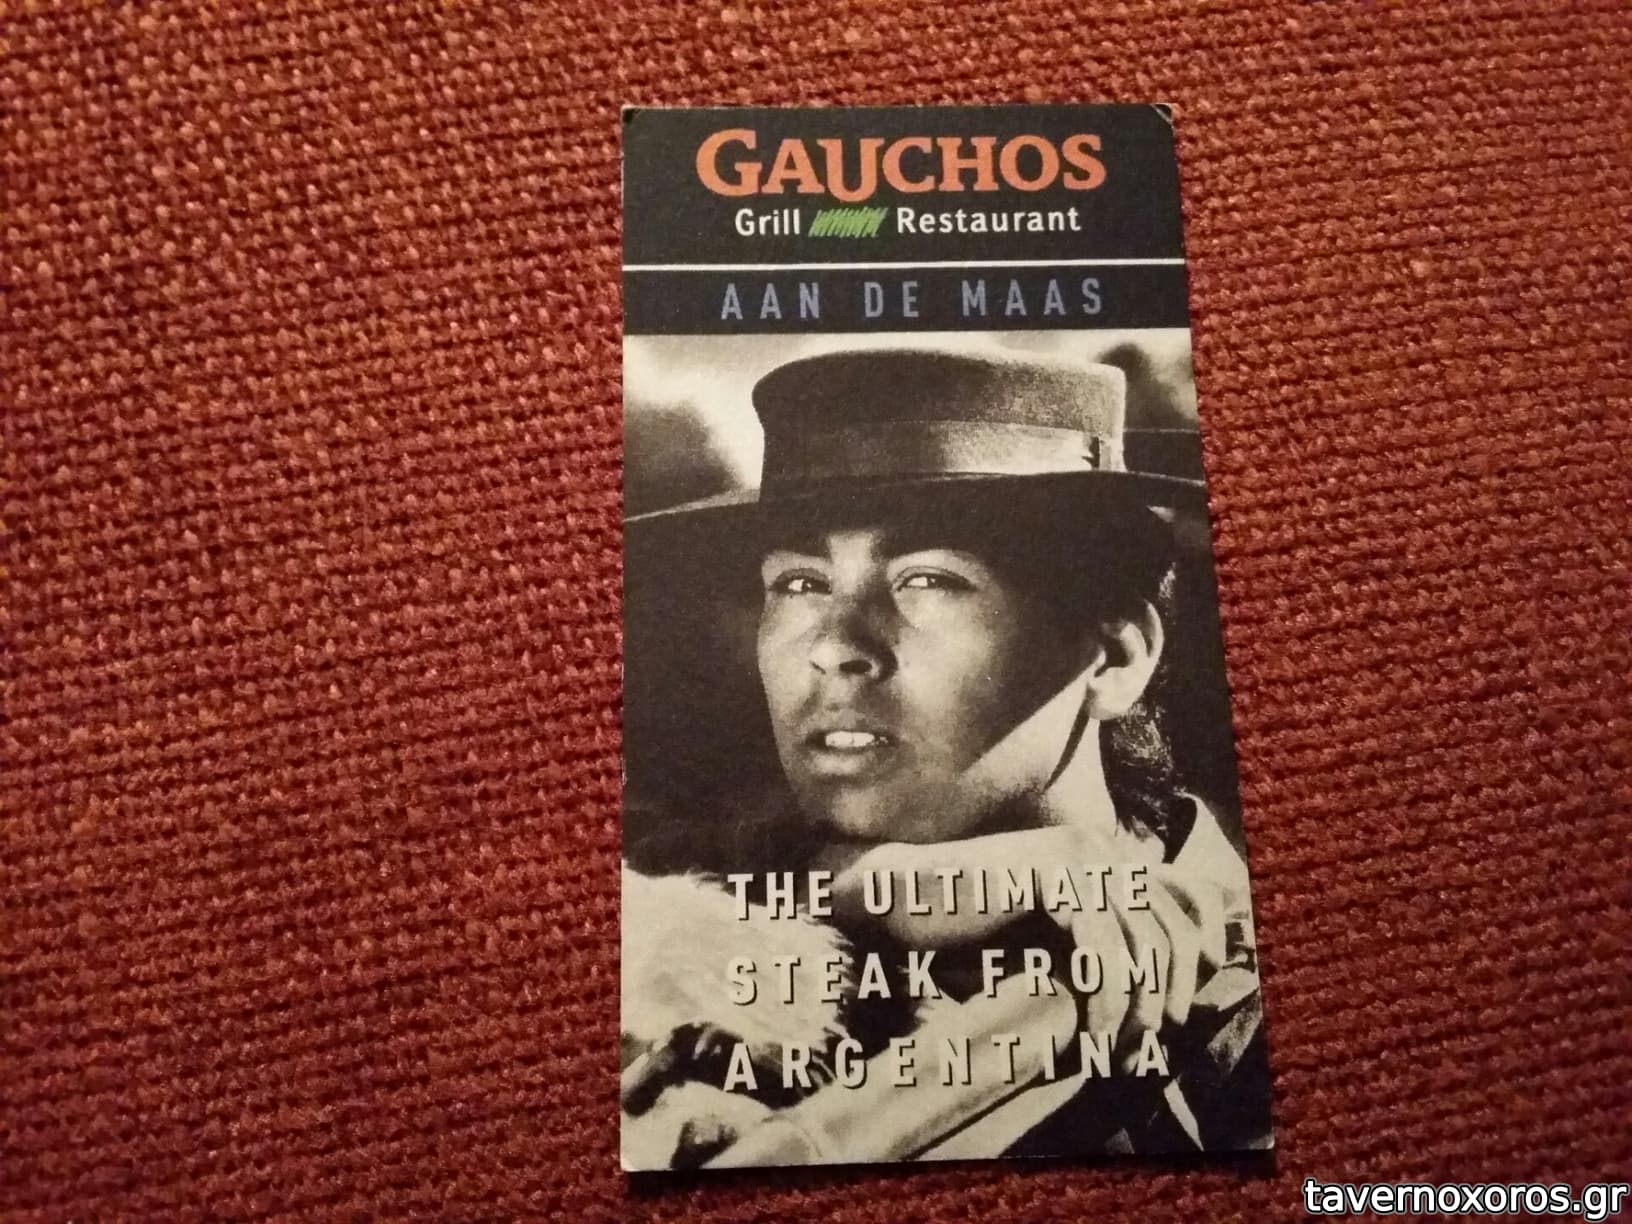 GAUCHOS
Grill Restaurant
AAN DE MAAS
THE ULTIMATE
STEAK FROM
ARGENTINA
tavernoxoros.gr